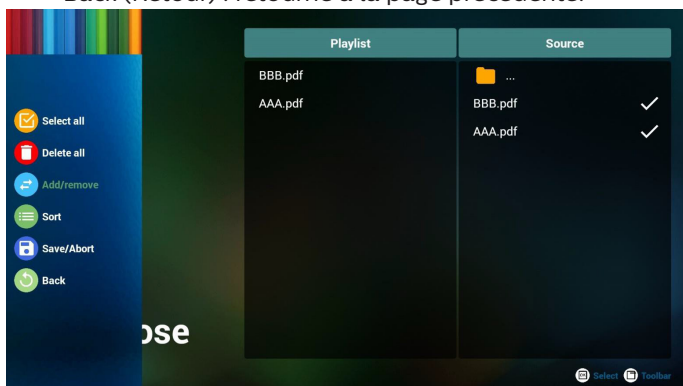 Back (Retour) : retourne à la page précédente.
Playlist
Source
BBB.pdf
...
AAA.pdf
BBB.pdf
AAA.pdf
Select all
Delete all
Add/remove
Sort
Save/Abort
Back
ose
Select
Toolbar